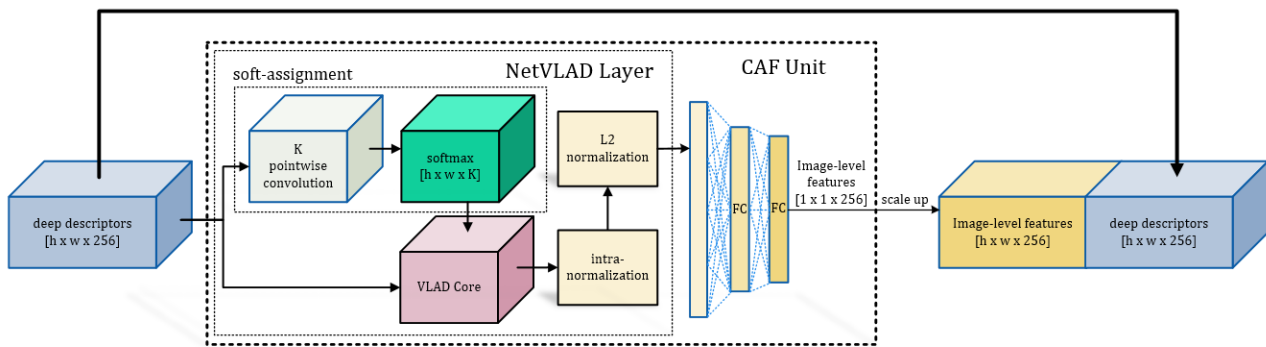 NetVLAD Layer
CAF Unit
soft-assignment
K
pointwise
convolution
softmax
[h x w x K]
L2
normalization
deep descriptors
[h x w x 256]
VLAD Core
intra-
normalization
FC
FC
Image-level
features
[1 x 1 x 256]
scale up
Image-level features
[h x w x 256]
deep descriptors
[h x w x 256]